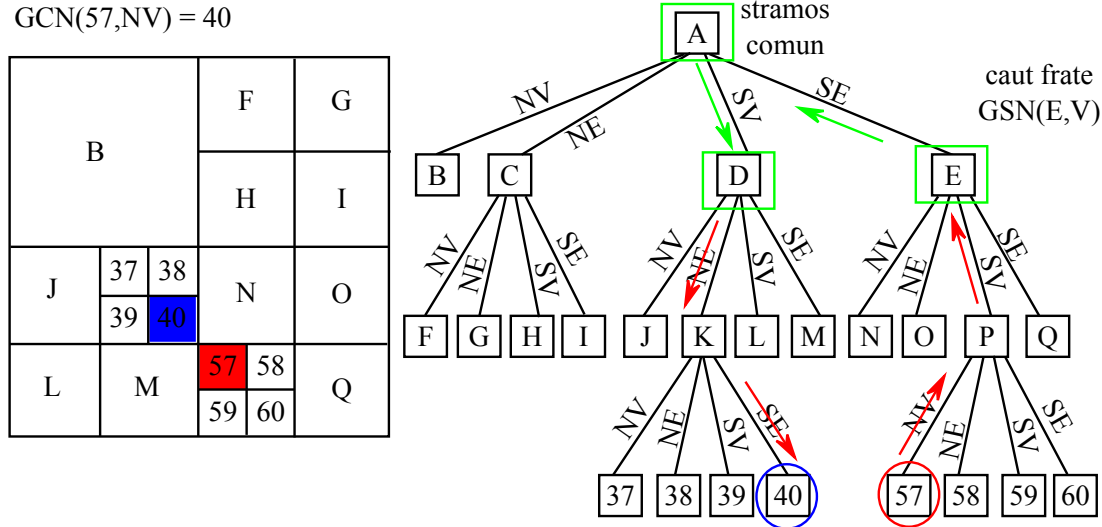 GCN(57,NV) = 40
B
F
G
H
I
J
37
38
39
40
N
O
L
M
57
58
59
60
Q
stramos
comun
caut frate
GSN(E,V)
A
NV
NE
SV
SE
B
C
D
E
NV
NE
SV
SE
NV
NE
SV
SE
NV
NE
SV
SE
F
G
H
I
J
K
L
M
N
O
P
Q
NV
NE
SV
SE
NV
NE
SV
SE
37
38
39
40
57
58
59
60